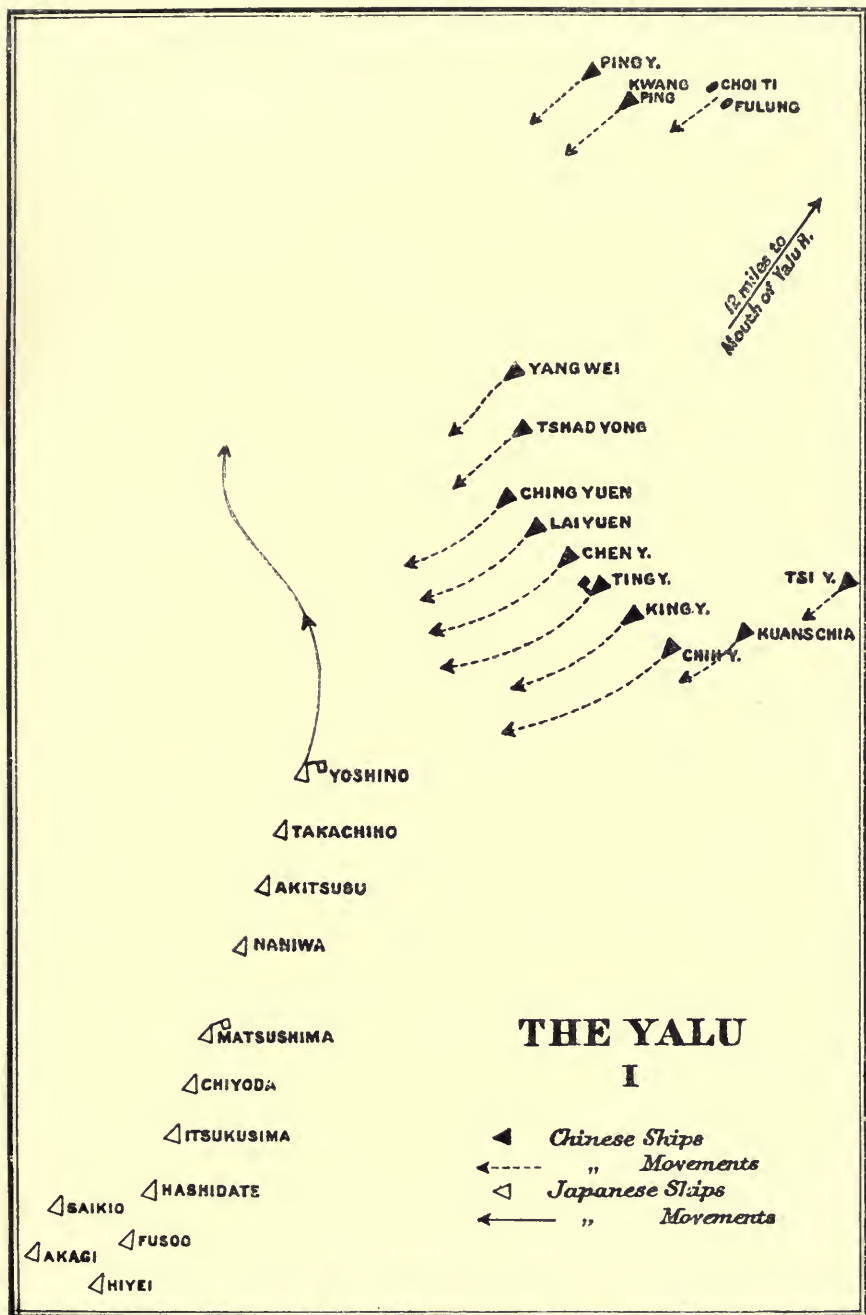 PING Y.
KWANG
PING
CHOI TI
FULUNG
12 miles to
Mouth of Yalu R.
YANG WEI
TSHAD YONG
CHING YUEN
LAI YUEN
CHEN Y.
TING Y.
TSI Y.
KING Y.
KUANSCHIA
CHIH Y.
YOSHINO
TAKACHIHO
AKITSUSU
NANIWA
MATSUSHIMA
CHIYODA
ITSUKUSIMA
HASHIDATE
SAIKIO
FUSOO
AKAGI
HIYEI
THE YALU
I
Chinese Ships
„ Movements
Japanese Ships
„ Movements